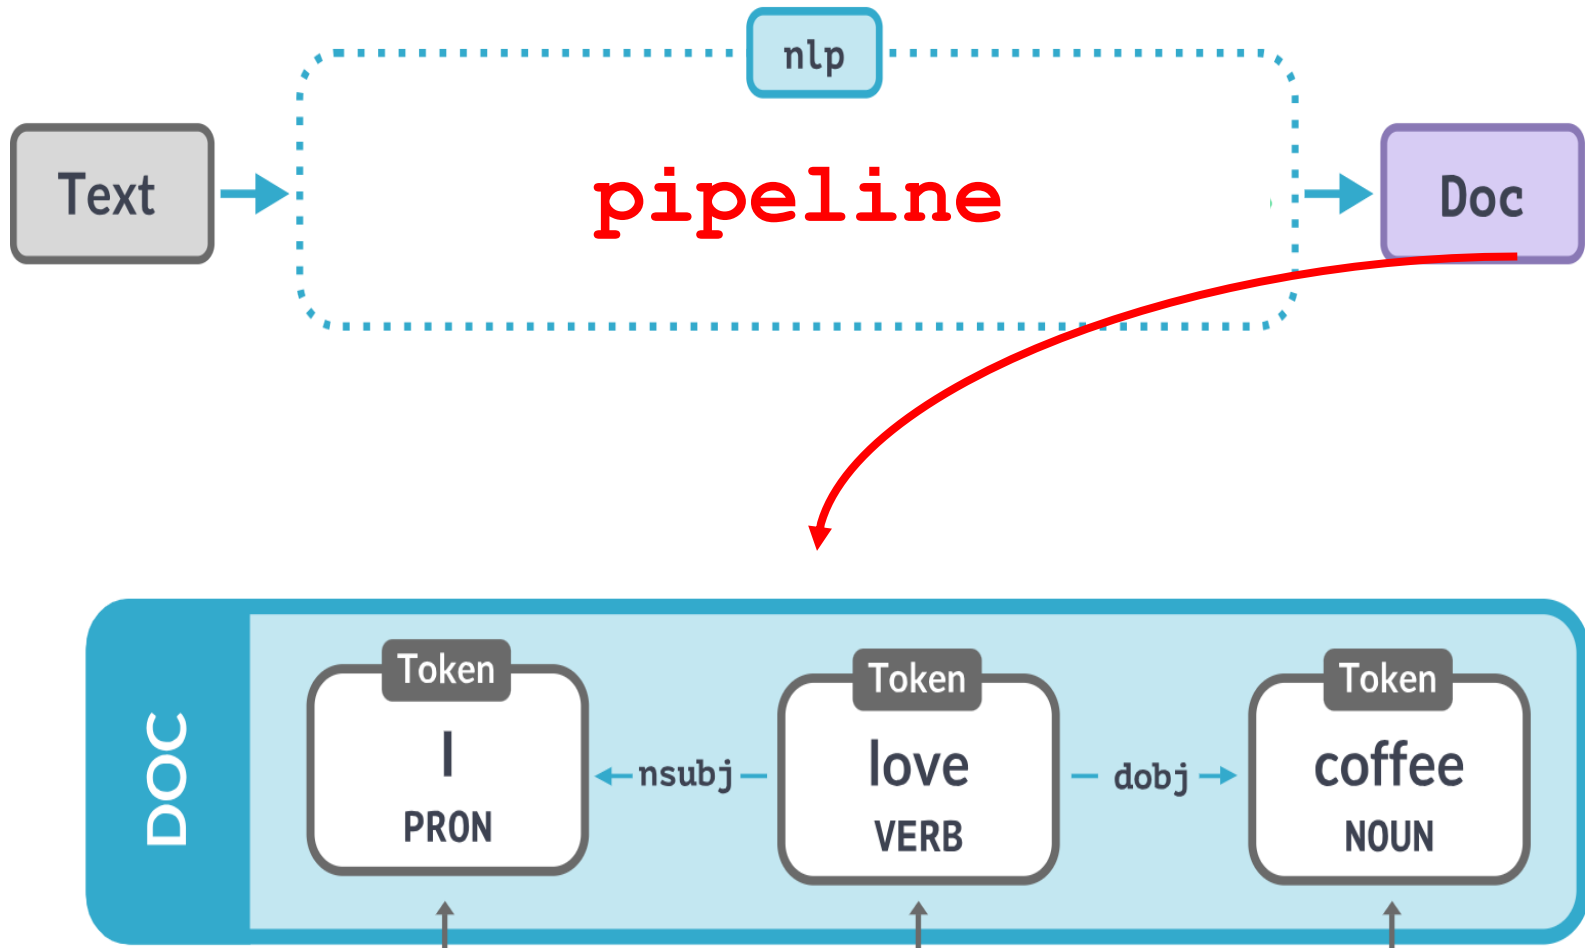 nlp
Text
pipeline
Doc
DOC
Token
Token
Token
I
love
coffee
nsubj
dobj
PRON
VERB
NOUN